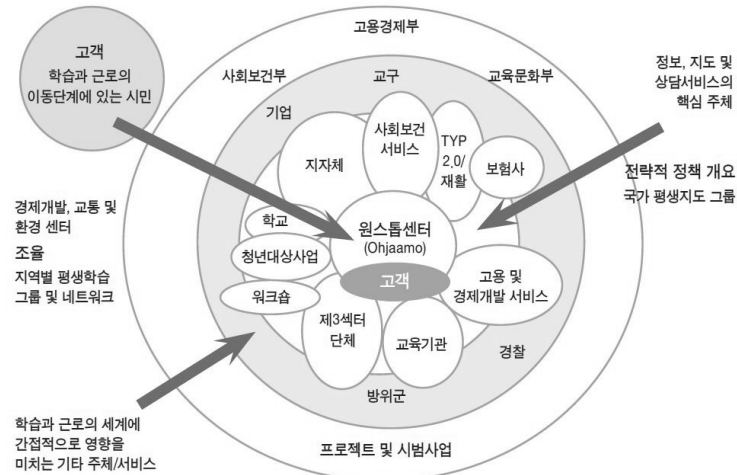 고객
학습과 근로의
이동단계에 있는 시민
고용경제부
사회보건부
교육문화부
정보, 지도 및
상담서비스의
핵심 주체
기업
교구
지자체
사회보건
서비스
TYP
2.0/
재활
보험사
전략적 정책 개요
국가 평생지도 그룹
경제개발, 교통 및
환경 센터
조율
지역별 평생학습
그룹 및 네트워크
학교
청년대상사업
워크숍
원스톱센터
(Ohjaamo)
고객
고용 및
경제개발 서비스
제3섹터
단체
교육기관
경찰
방위군
학습과 근로의 세계에
간접적으로 영향을
미치는 기타 주체/서비스
프로젝트 및 시범사업